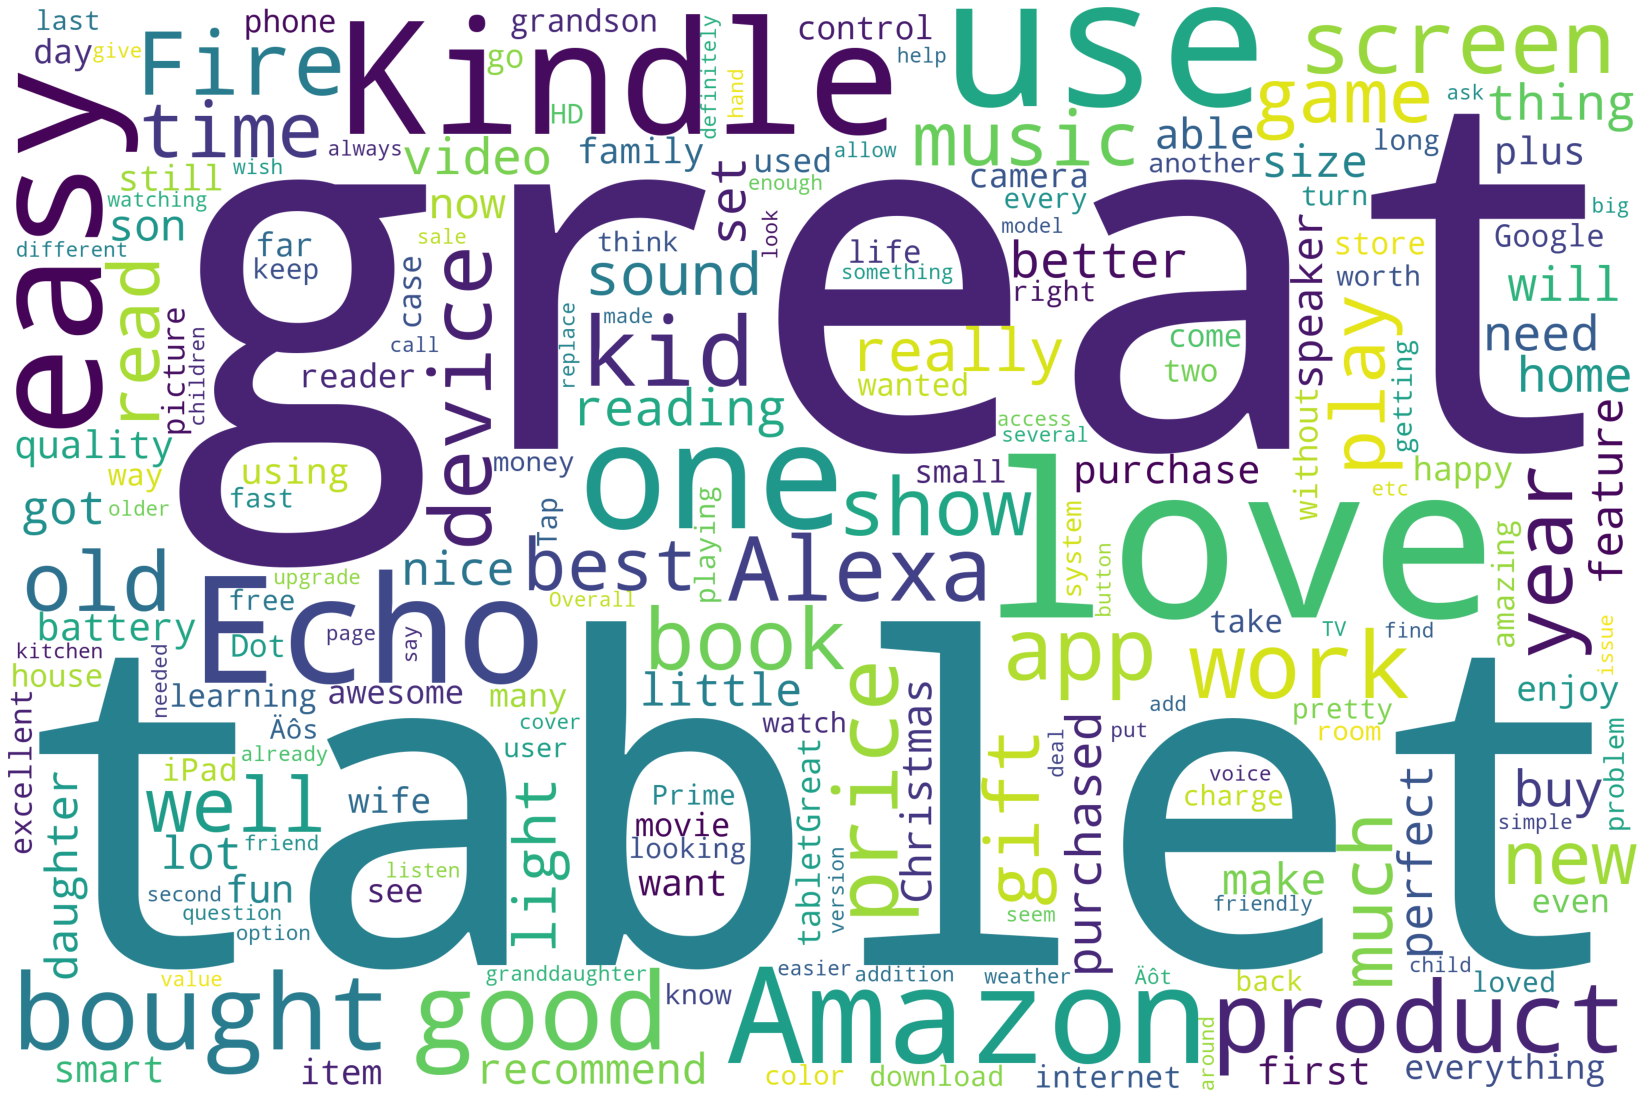 last
phone
grandson
control
use
screen
day
give
Fire
Kindle
go
definitely
hand
help
game
ask
thing
easy
time
HD
music
able
long
always
video
family
used
allow
another
size
plus
still
wish
set
enough
camera
watching
now
every
turn
big
son
sale
look
model
different
great
far
think
life
better
speaker
store
Google
keep
case
sound
something
right
worth
will
read
device
picture
children
made
replace
call
kid
really
come
play
need
reader
wanted
two
getting
home
reading
access
several
without
quality
way
using
money
one
small
purchase
happy
year
feature
fast
show
love
etc
got
older
Tap
playing
system
button
amazing
old
upgrade
nice
best
Alexa
Echo
free
Overall
battery
Dot
page
say
book
app
take
TV
find
issue
kitchen
needed
work
house
learning
awesome
many
little
price
Christmas
enjoy
excellent
Äôs
cover
watch
add
pretty
tablet
already
user
tabletGreat
gift
deal
purchased
put
room
daughter
iPad
light
Prime
voice
perfect
buy
problem
well
wife
movie
charge
simple
lot
friend
looking
version
much
new
listen
want
make
second
fun
see
seem
friendly
even
question
option
value
granddaughter
easier
addition
weather
Äôt
back
child
loved
bought
good
know
Amazon
product
smart
item
recommend
color
download
internet
around
first
everything